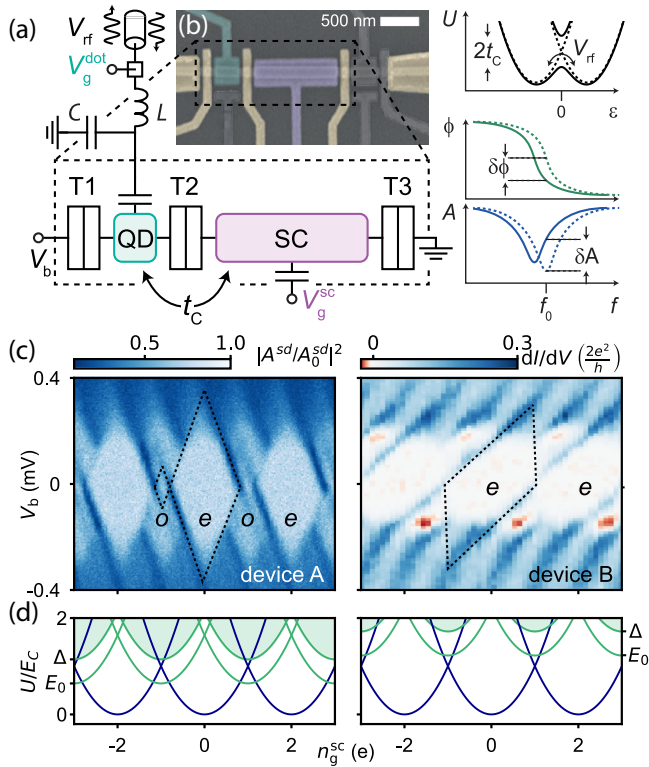 (a)
V_rf
V_g^dot
C
L
T1
T2
T3
QD
SC
V_b
t_C
V_g^sc
(b)
500 nm
U
2t_C
V_rf
0
ε
ϕ
δϕ
A
δA
f_0
f
(c)
0.5
1.0
|A^sd/A_0^sd|^2
0
0.3
dI/dV (2e^2/h)
0.4
0
-0.4
V_b (mV)
o
e
o
e
device A
e
e
device B
(d)
2
Δ
E_0
0
U/E_C
-2
0
2
-2
0
2
Δ
E_0
n_g^sc (e)